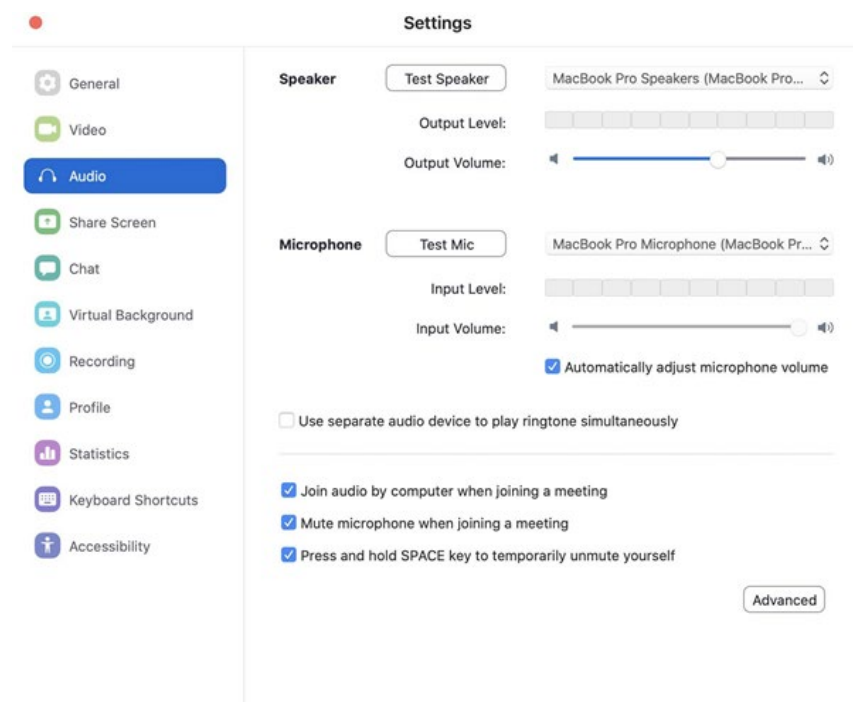 Settings
General
Video
Audio
Share Screen
Chat
Virtual Background
Recording
Profile
Statistics
Keyboard Shortcuts
Accessibility
Speaker Test Speaker MacBook Pro Speakers (MacBook Pro...
Output Level:
Output Volume:
Microphone Test Mic MacBook Pro Microphone (MacBook Pr...
Input Level:
Input Volume:
Automatically adjust microphone volume
Use separate audio device to play ringtone simultaneously
Join audio by computer when joining a meeting
Mute microphone when joining a meeting
Press and hold SPACE key to temporarily unmute yourself
Advanced